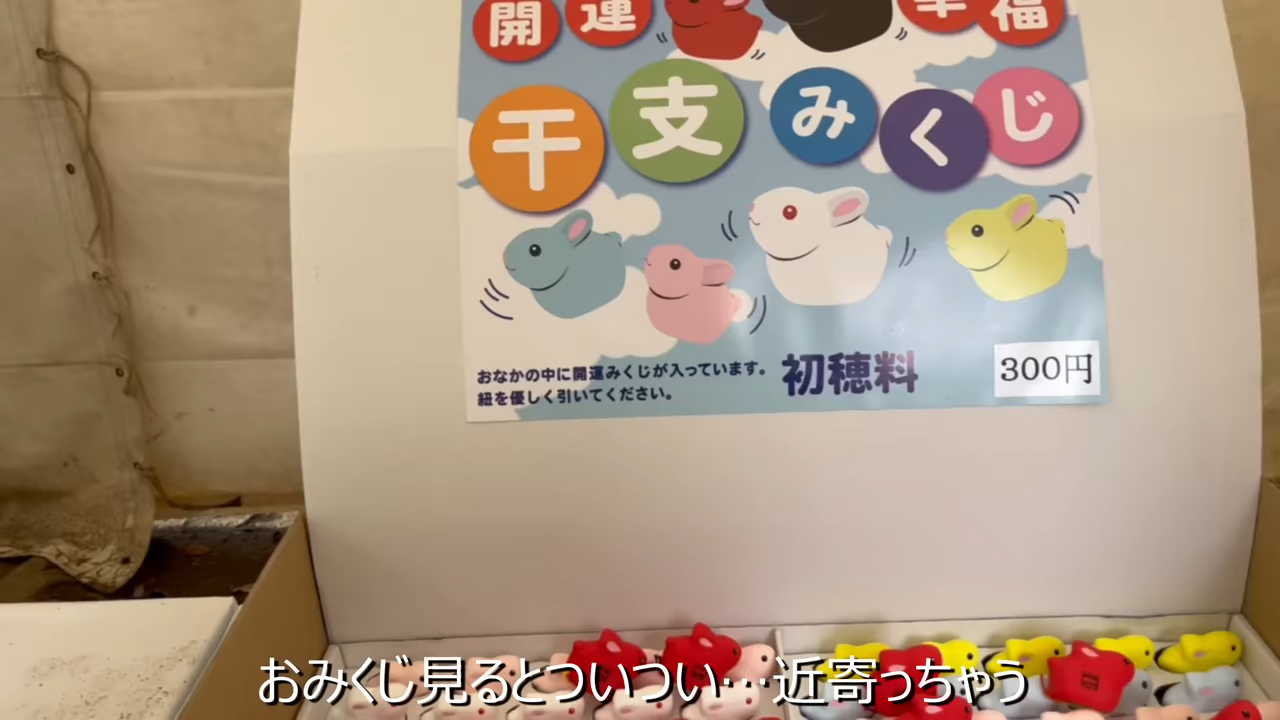 開運 幸福
干支みくじ
おなかの中に開運みくじが入っています。
紐を優しく引いてください。
初穂料
300円
おみくじ見るとついつい…近寄っちゃう